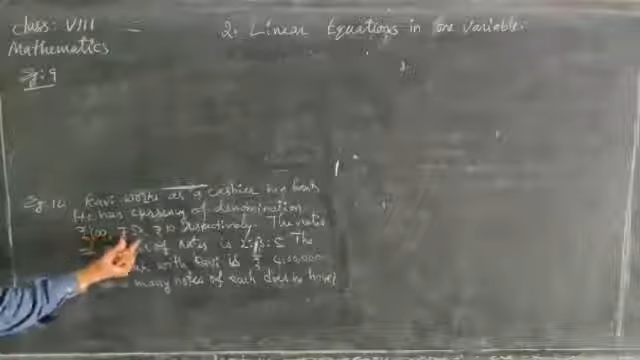 Class: VIII
Mathematics
2. Linear Equations in one variable.
Eg: 9
Eg. 10. Ravi works as a cashier in a bank
He has currency of denomination
₹100, ₹50, ₹10 respectively. The ratio
of notes is 2:3:5 The
with Ravi is ₹ 4,00,000
many notes of each does he have?